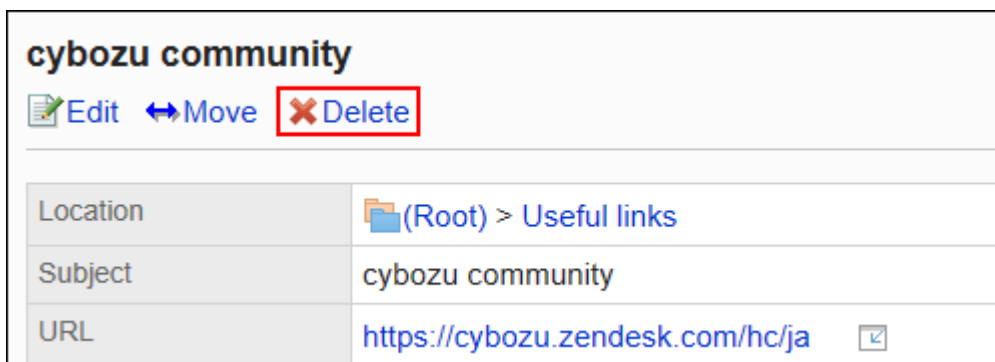 cybozu community
Edit Move Delete
Location (Root) > Useful links
Subject cybozu community
URL https://cybozu.zendesk.com/hc/ja